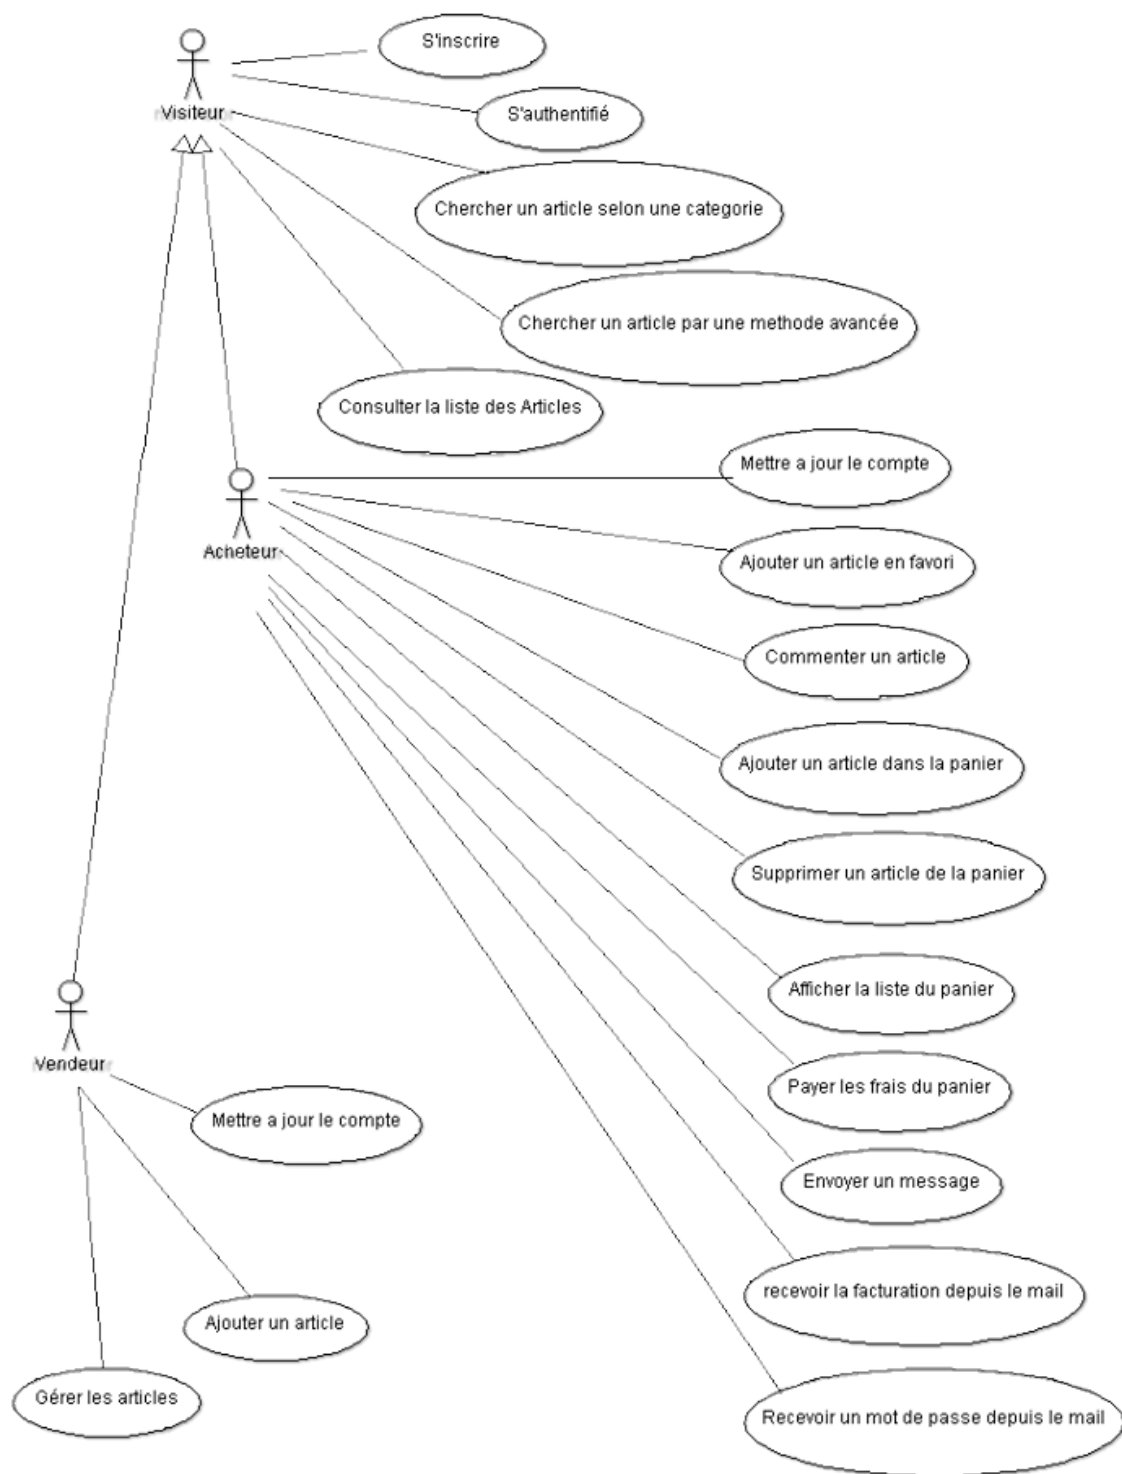 S'inscrire
Visiteur
S'authentifié
Chercher un article selon une categorie
Chercher un article par une methode avancée
Consulter la liste des Articles
Mettre a jour le compte
Acheteur
Ajouter un article en favori
Commenter un article
Ajouter un article dans la panier
Supprimer un article de la panier
Afficher la liste du panier
Vendeur
Payer les frais du panier
Mettre a jour le compte
Envoyer un message
recevoir la facturation depuis le mail
Ajouter un article
Gérer les articles
Recevoir un mot de passe depuis le mail